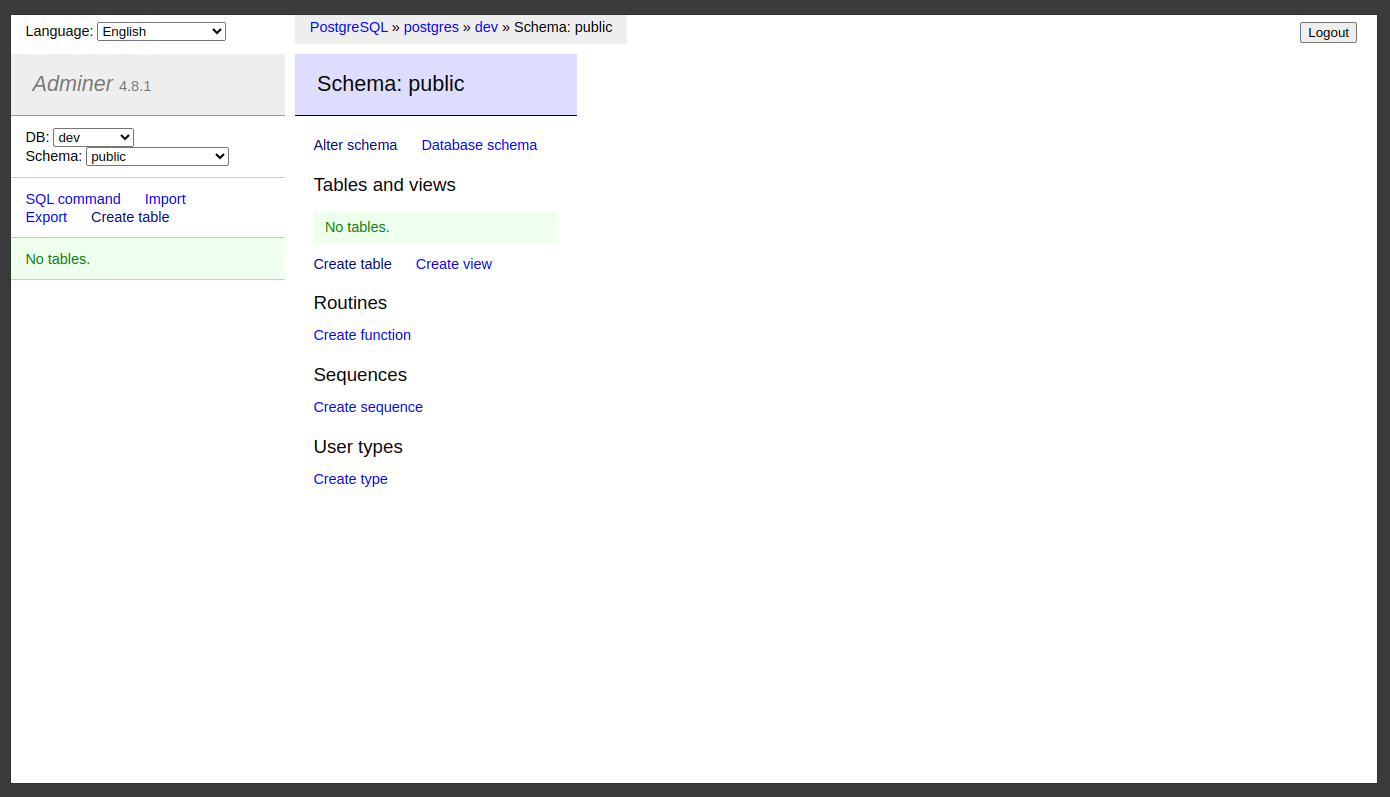 Language: English
PostgreSQL » postgres » dev » Schema: public
Logout
Adminer 4.8.1
Schema: public
DB: dev
Schema: public
SQL command Import
Export Create table
No tables.
Alter schema Database schema
Tables and views
No tables.
Create table Create view
Routines
Create function
Sequences
Create sequence
User types
Create type